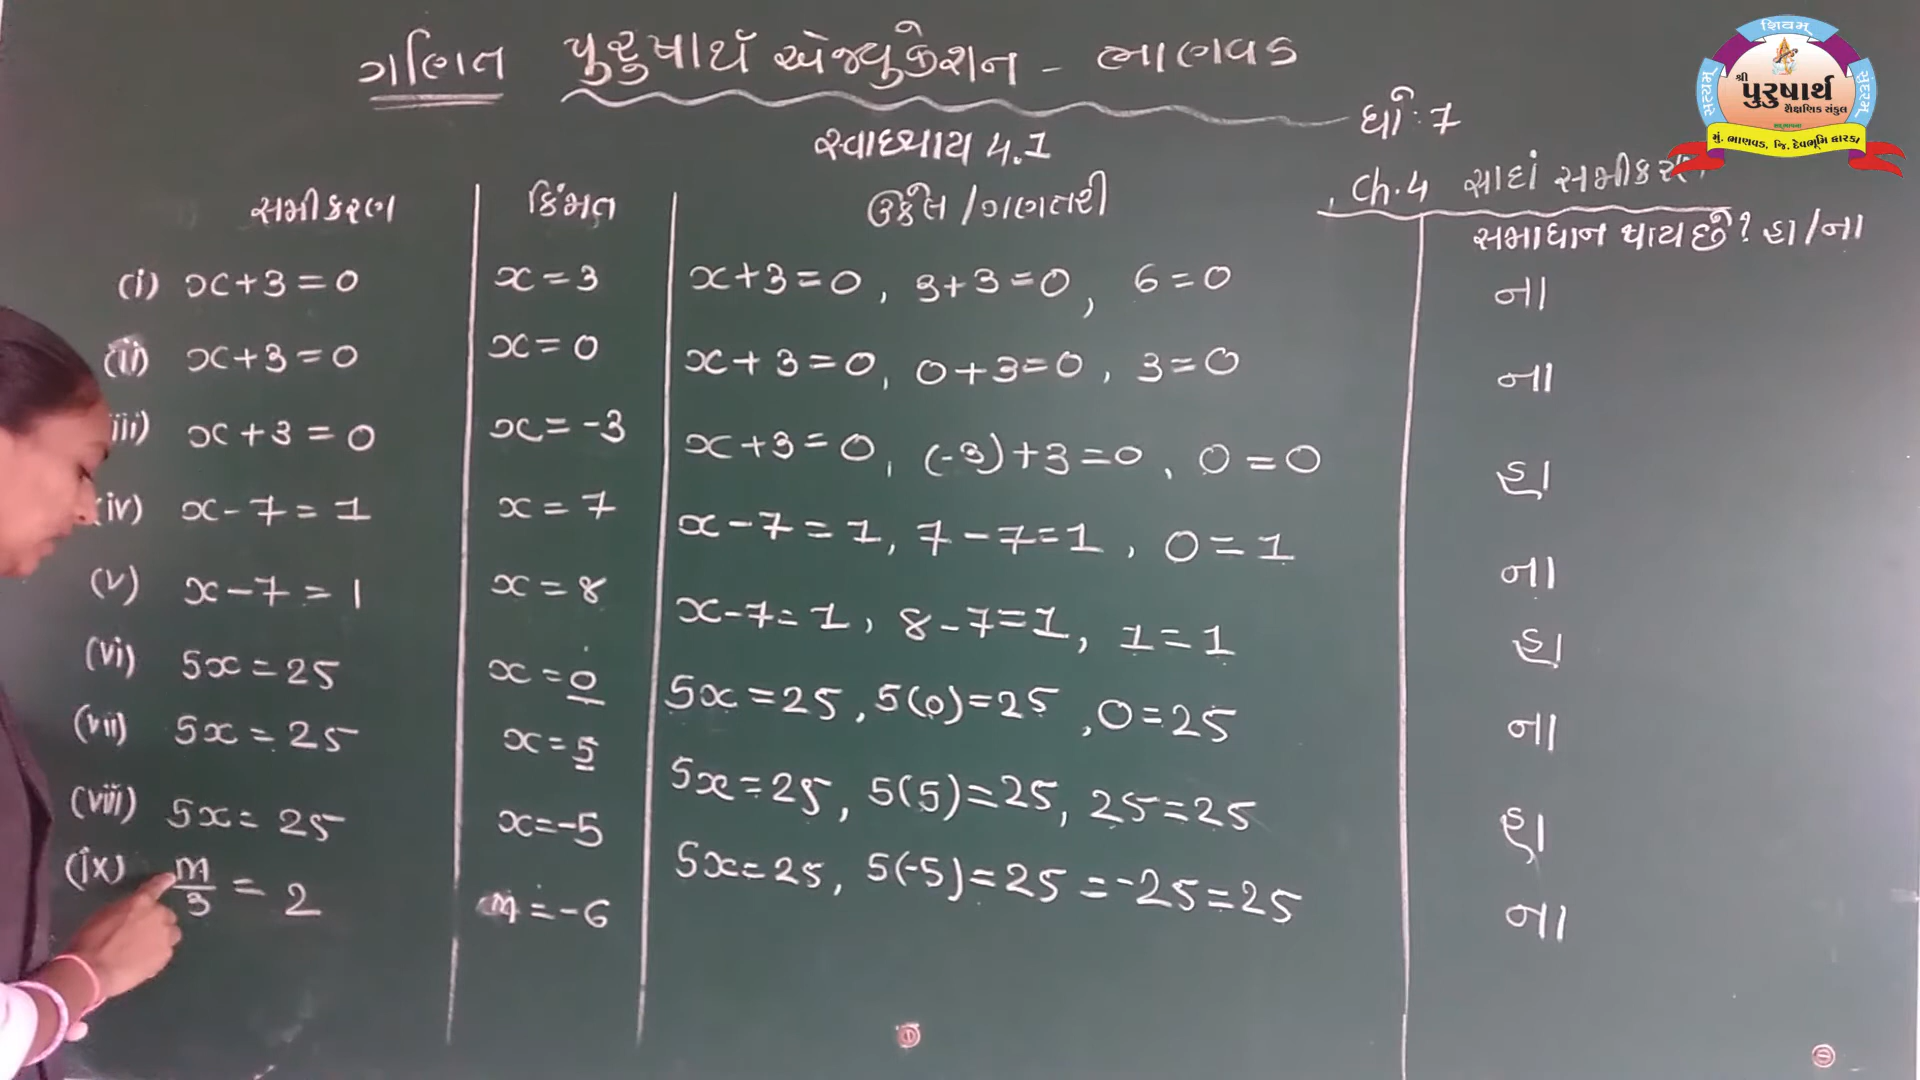 ગણિત પુરુષાર્થ એજ્યુકેશન - ભાણવડ
ધો: 7
સ્વાધ્યાય 4.1
Ch. 4 સાદાં સમીકરણ
સમીકરણ કિંમત ઉકેલ / ગણતરી સમાધાન થાય છે? હા / ના
(i) x+3=0 x=3 x+3=0, 3+3=0, 6=0 ના
(ii) x+3=0 x=0 x+3=0, 0+3=0, 3=0 ના
iii) x+3=0 x=-3 x+3=0, (-3)+3=0, 0=0 હા
iv) x-7=1 x=7 x-7=1, 7-7=1, 0=1 ના
(v) x-7=1 x=8 x-7=1, 8-7=1, 1=1 હા
(vi) 5x=25 x=0 5x=25, 5(0)=25, 0=25 ના
(vii) 5x=25 x=5 5x=25, 5(5)=25, 25=25 હા
(viii) 5x=25 x=-5 5x=25, 5(-5)=25=-25=25 ના
(ix) m/3 = 2 m=-6
શિવમ્
સત્યમ્
સુંદરમ્
શ્રી
પુરુષાર્થ
શૈક્ષણિક સંકુલ
મું. ભાણવડ, જિ. દેવભૂમિ દ્વારકા